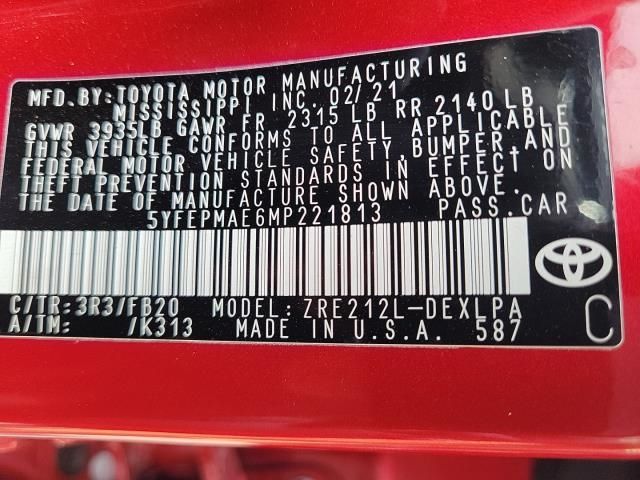 MFD. BY: TOYOTA MOTOR MANUFACTURING
MISSISSIPPI INC. 02/21
GVWR 3935LB GAWR FR 2315 LB RR 2140 LB
THIS VEHICLE CONFORMS TO ALL APPLICABLE
FEDERAL MOTOR VEHICLE SAFETY, BUMPER, AND
THEFT PREVENTION STANDARDS IN EFFECT ON
THE DATE OF MANUFACTURE SHOWN ABOVE.
5YFEPMAE6MP221813 PASS. CAR
C/TR: 3R3/FB20 MODEL: ZRE212L-DEXLPA
A/TM: /K313 MADE IN U.S.A. 587
C